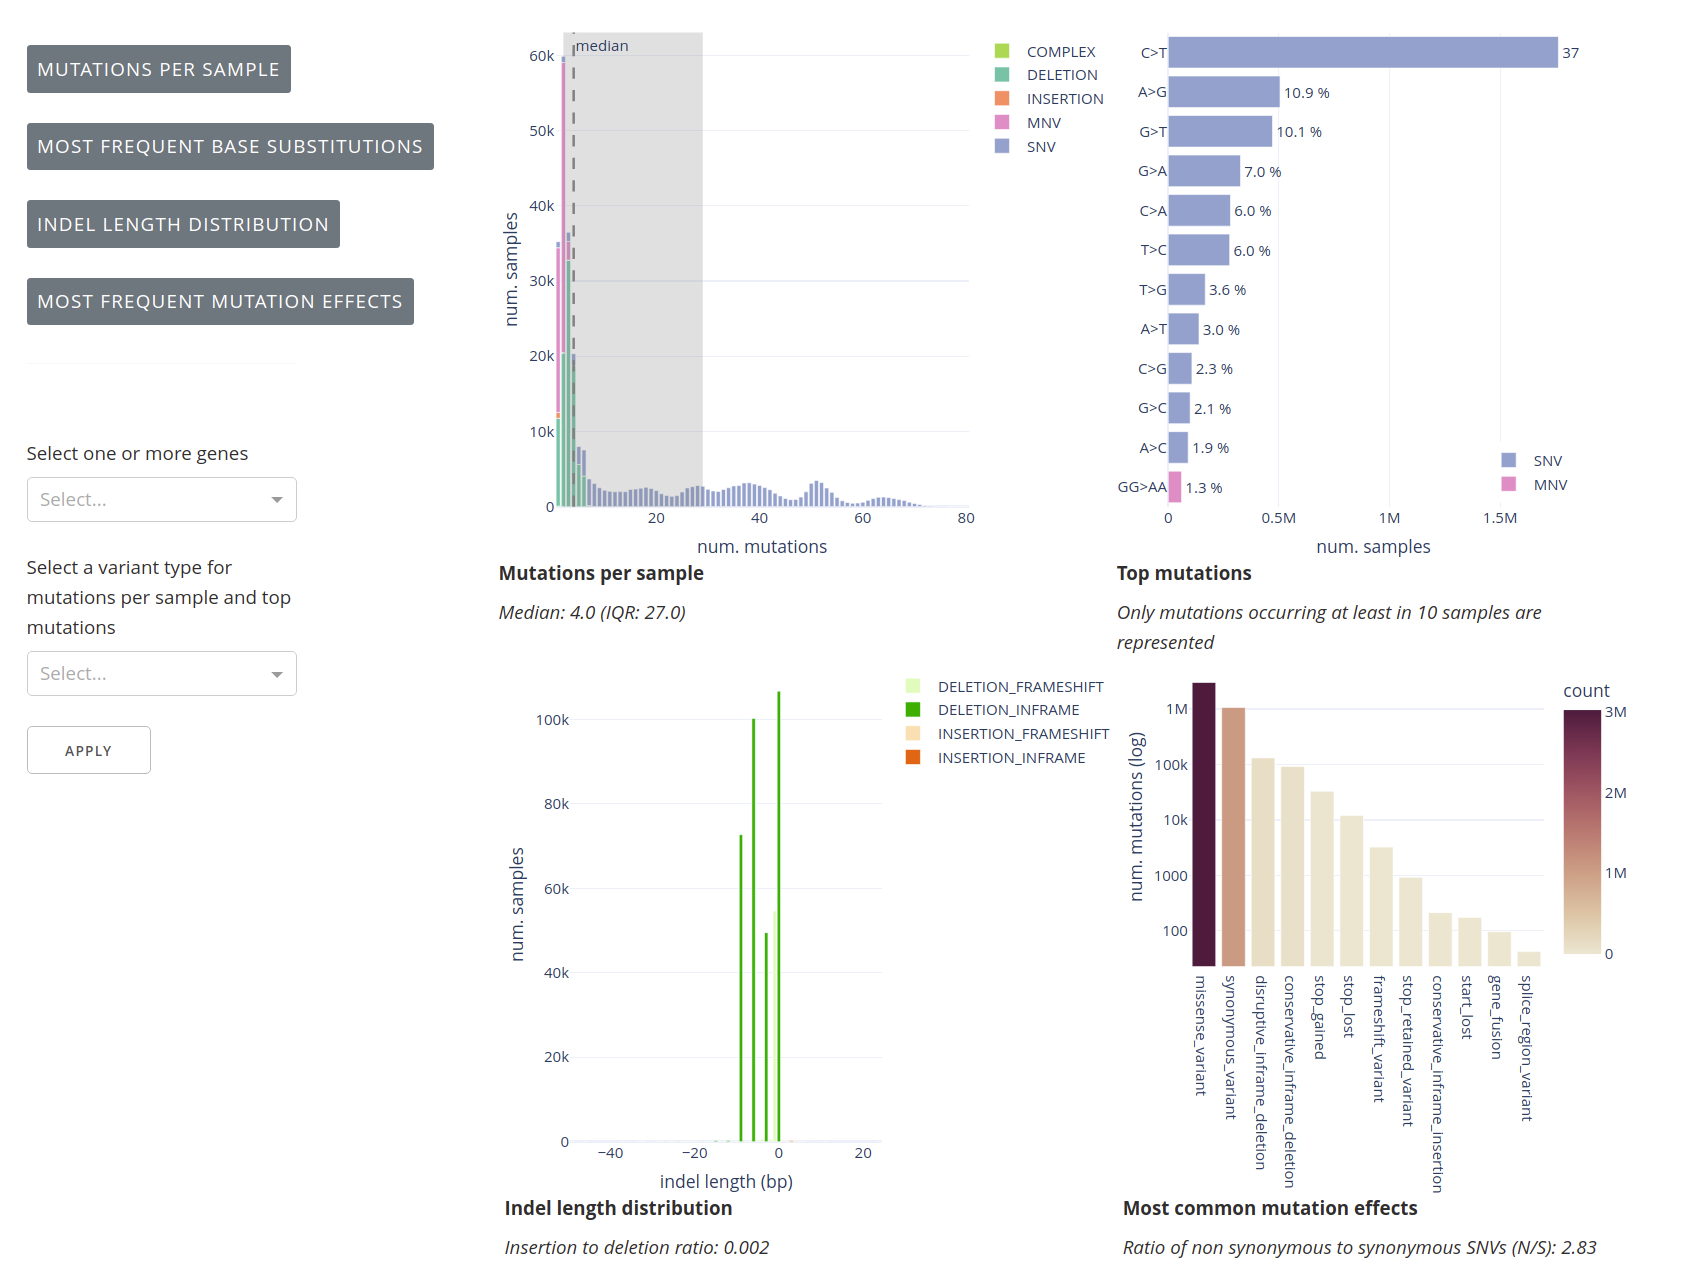 MUTATIONS PER SAMPLE
MOST FREQUENT BASE SUBSTITUTIONS
INDEL LENGTH DISTRIBUTION
MOST FREQUENT MUTATION EFFECTS
Select one or more genes
Select...
Select a variant type for
mutations per sample and top
mutations
Select...
APPLY
median
60k
50k
40k
30k
20k
10k
0
20
40
60
80
num. samples
num. mutations
COMPLEX
DELETION
INSERTION
MNV
SNV
Mutations per sample
Median: 4.0 (IQR: 27.0)
C>T 37
A>G 10.9 %
G>T 10.1 %
G>A 7.0 %
C>A 6.0 %
T>C 6.0 %
T>G 3.6 %
A>T 3.0 %
C>G 2.3 %
G>C 2.1 %
A>C 1.9 %
GG>AA 1.3 %
SNV
MNV
0
0.5M
1M
1.5M
num. samples
Top mutations
Only mutations occurring at least in 10 samples are
represented
DELETION_FRAMESHIFT
DELETION_INFRAME
INSERTION_FRAMESHIFT
INSERTION_INFRAME
100k
80k
60k
40k
20k
0
−40
−20
0
20
num. samples
indel length (bp)
Indel length distribution
Insertion to deletion ratio: 0.002
1M
100k
10k
1000
100
num. mutations (log)
missense_variant
synonymous_variant
disruptive_inframe_deletion
conservative_inframe_deletion
stop_gained
stop_lost
frameshift_variant
stop_retained_variant
conservative_inframe_insertion
start_lost
gene_fusion
splice_region_variant
count
3M
2M
1M
0
Most common mutation effects
Ratio of non synonymous to synonymous SNVs (N/S): 2.83